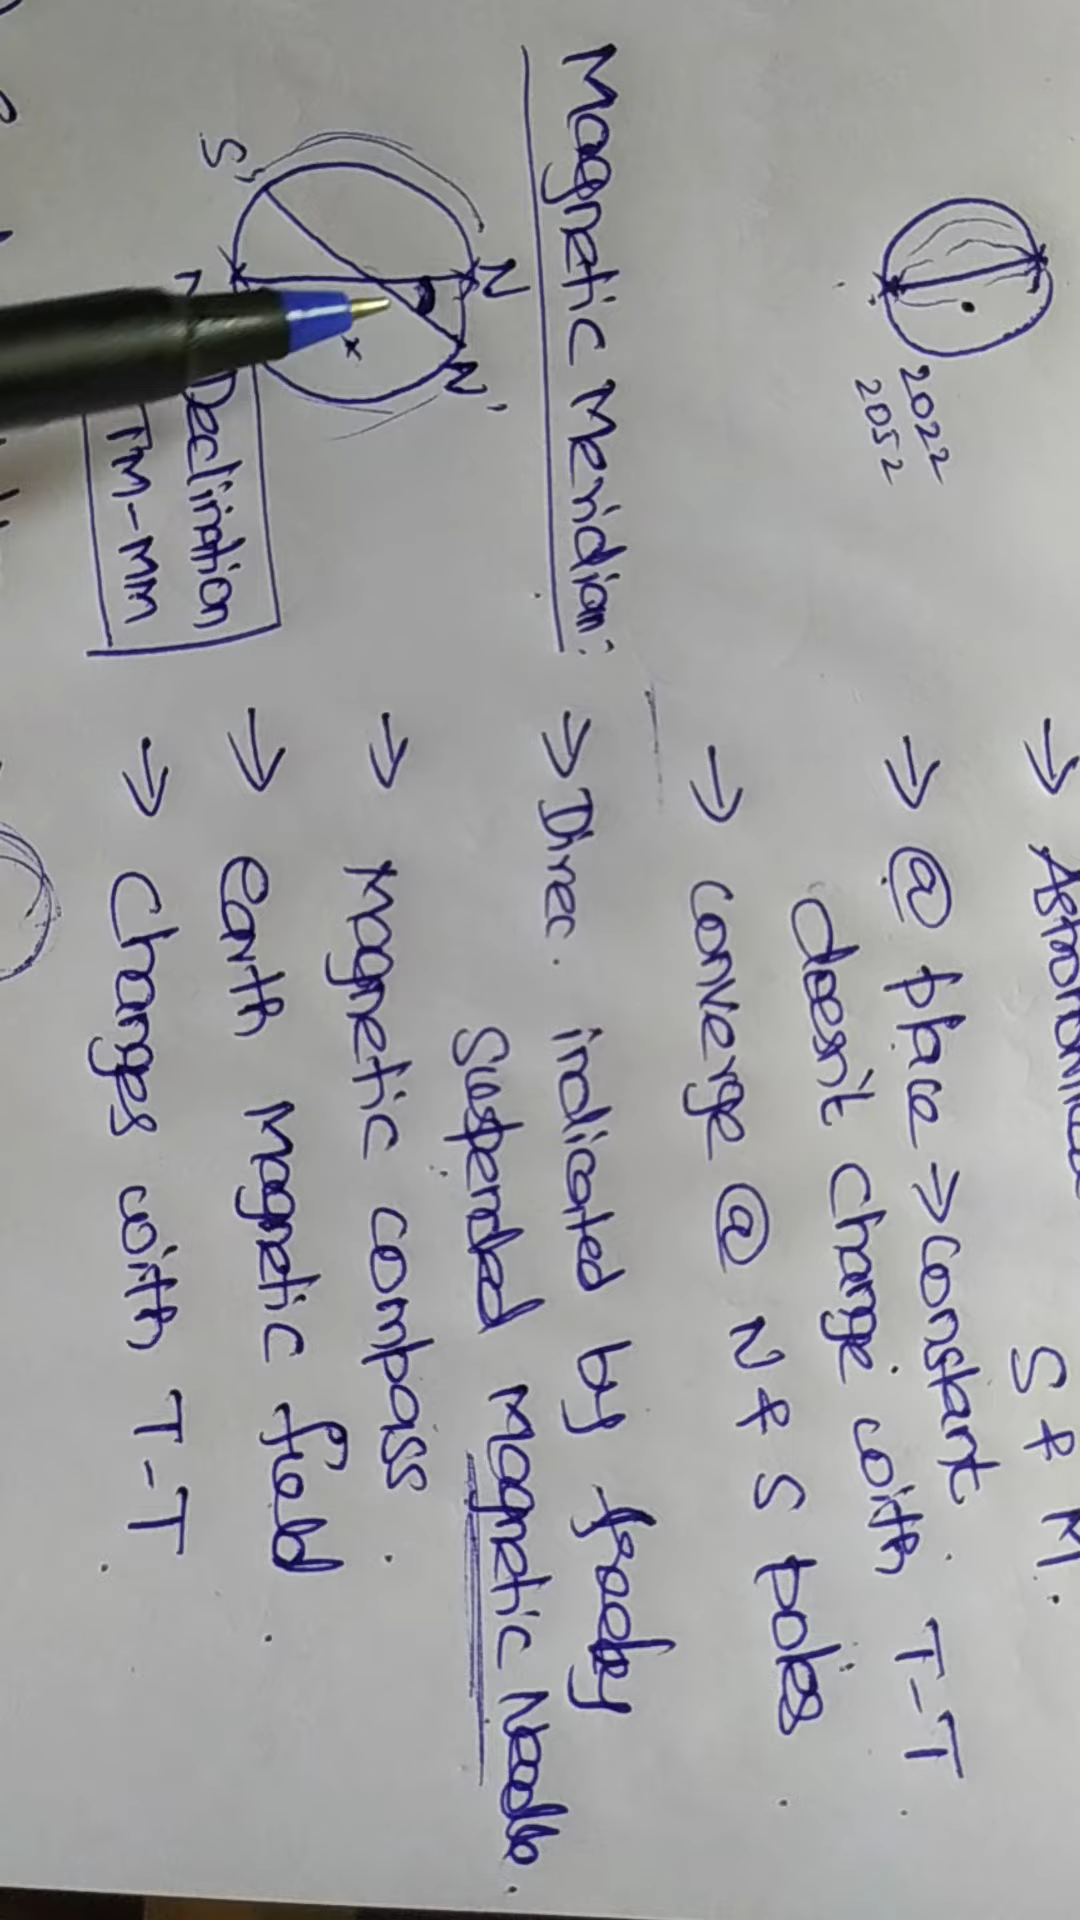 S & M.
→ @ place → constant
doesn't change with T-T
→ converge @ N & S poles
2022
2052
Magnetic Meridian:
→ Direc. indicated by freely
Suspended Magnetic Needle.
→ Magnetic compass
→ Earth Magnetic field
→ Changes with T-T
N
N'
S'
Declination
TM-MM